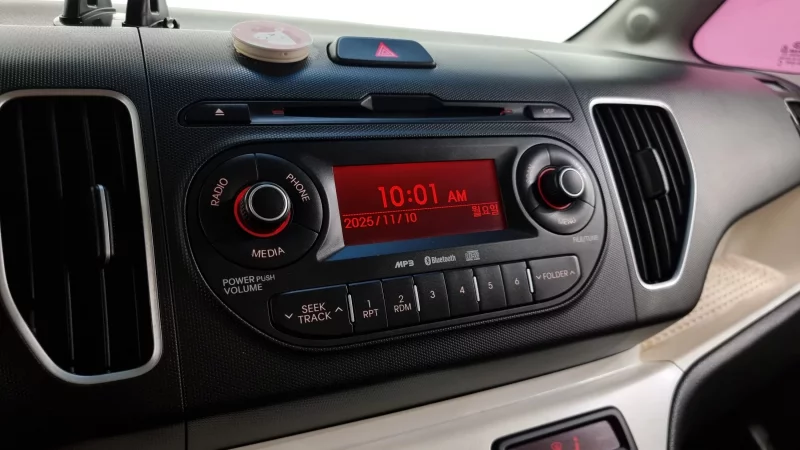 10:01 AM
2025/11/10 월요일
RADIO
PHONE
MEDIA
POWER PUSH
VOLUME
MP3 Bluetooth
SEEK
TRACK
1
RPT
2
RDM
3
4
5
6
FOLDER